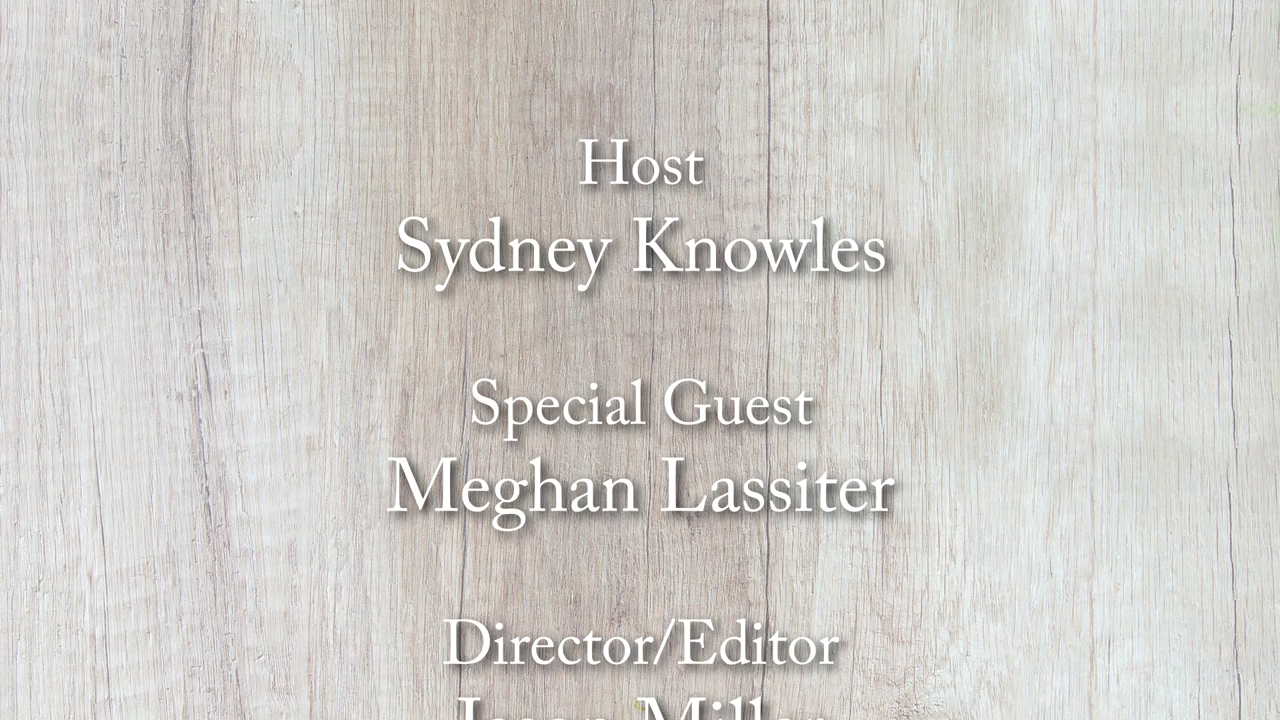 Host
Sydney Knowles
Special Guest
Meghan Lassiter
Director/Editor